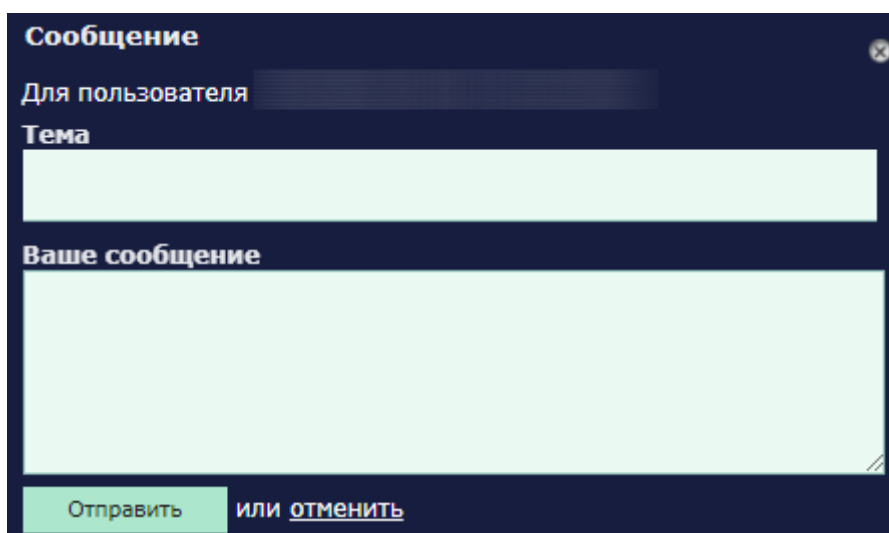 Сообщение
Для пользователя
Тема
Ваше сообщение
Отправить или отменить